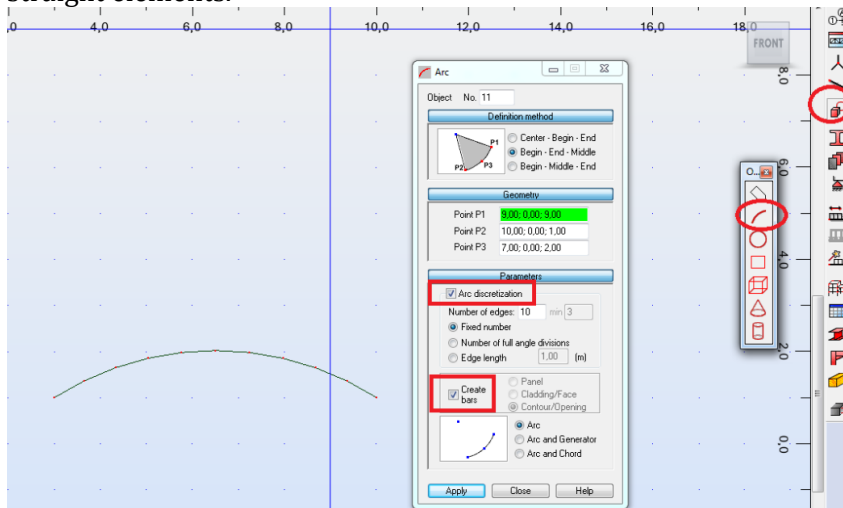 straight elements.
,0 4,0 6,0 8,0 10,0 12,0 14,0 16,0 18,0
FRONT
8,0
6,0
4,0
2,0
0,0
O...
Arc
Object No. 11
Definition method
P1
P2
P3
Center - Begin - End
Begin - End - Middle
Begin - Middle - End
Geometry
Point P1 9,00; 0,00; 9,00
Point P2 10,00; 0,00; 1,00
Point P3 7,00; 0,00; 2,00
Parameters
Arc discretization
Number of edges: 10 min 3
Fixed number
Number of full angle divisions
Edge length 1,00 (m)
Create bars
Panel
Cladding/Face
Contour/Opening
Arc
Arc and Generator
Arc and Chord
Apply Close Help